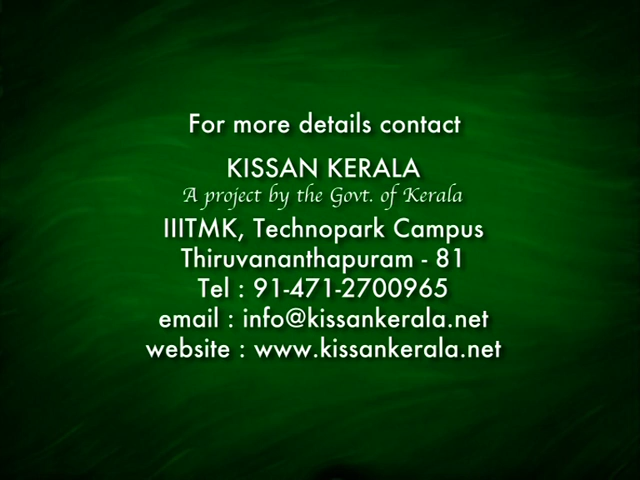 For more details contact
KISSAN KERALA
A project by the Govt. of Kerala
IIITMK, Technopark Campus
Thiruvananthapuram - 81
Tel : 91-471-2700965
email : info@kissankerala.net
website : www.kissankerala.net